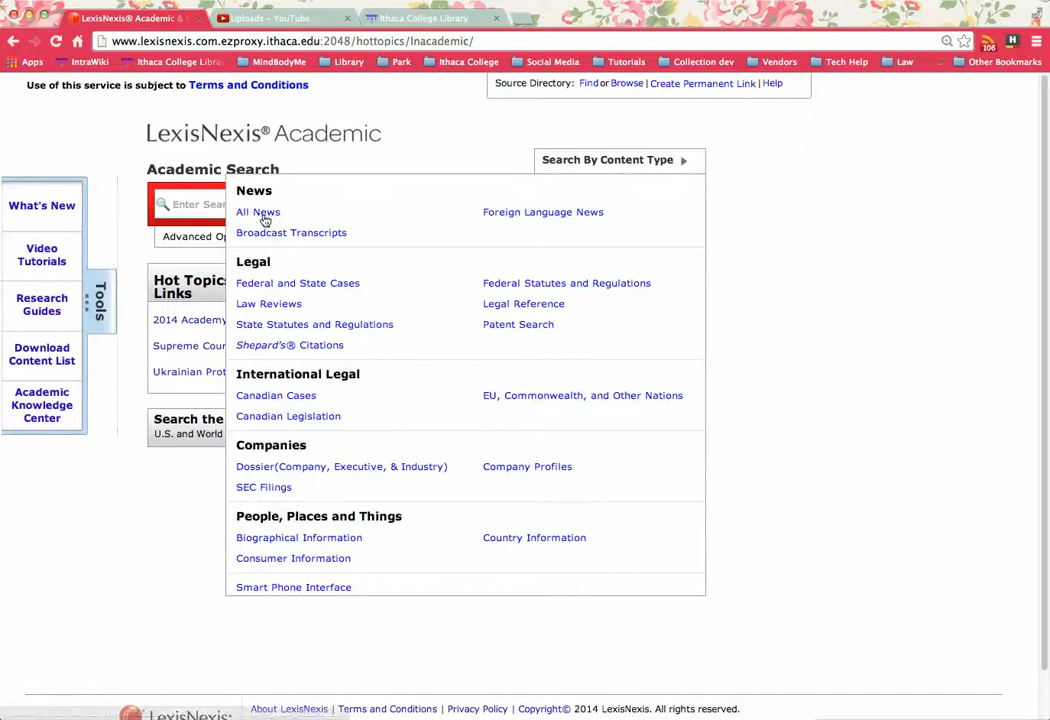 LexisNexis® Academic &
Uploads - YouTube
Ithaca College Library
www.lexisnexis.com.ezproxy.ithaca.edu:2048/hottopics/lnacademic/
106
H
Apps
IntraWiki
Ithaca College Libra
MindBodyMe
Library
Park
Ithaca College
Social Media
Tutorials
Collection dev
Vendors
Tech Help
Law
»
Other Bookmarks
Use of this service is subject to Terms and Conditions
Source Directory: Find or Browse | Create Permanent Link | Help
LexisNexis® Academic
Academic Search
Search By Content Type
Enter Sear
Advanced Op
What's New
Video
Tutorials
Research
Guides
Download
Content List
Academic
Knowledge
Center
Tools
Hot Topics
Links
2014 Academy
Supreme Cour
Ukrainian Prot
Search the
U.S. and World
News
All News
Foreign Language News
Broadcast Transcripts
Legal
Federal and State Cases
Federal Statutes and Regulations
Law Reviews
Legal Reference
State Statutes and Regulations
Patent Search
Shepard's® Citations
International Legal
Canadian Cases
EU, Commonwealth, and Other Nations
Canadian Legislation
Companies
Dossier(Company, Executive, & Industry)
Company Profiles
SEC Filings
People, Places and Things
Biographical Information
Country Information
Consumer Information
Smart Phone Interface
LexisNexis®
About LexisNexis | Terms and Conditions | Privacy Policy | Copyright© 2014 LexisNexis. All rights reserved.